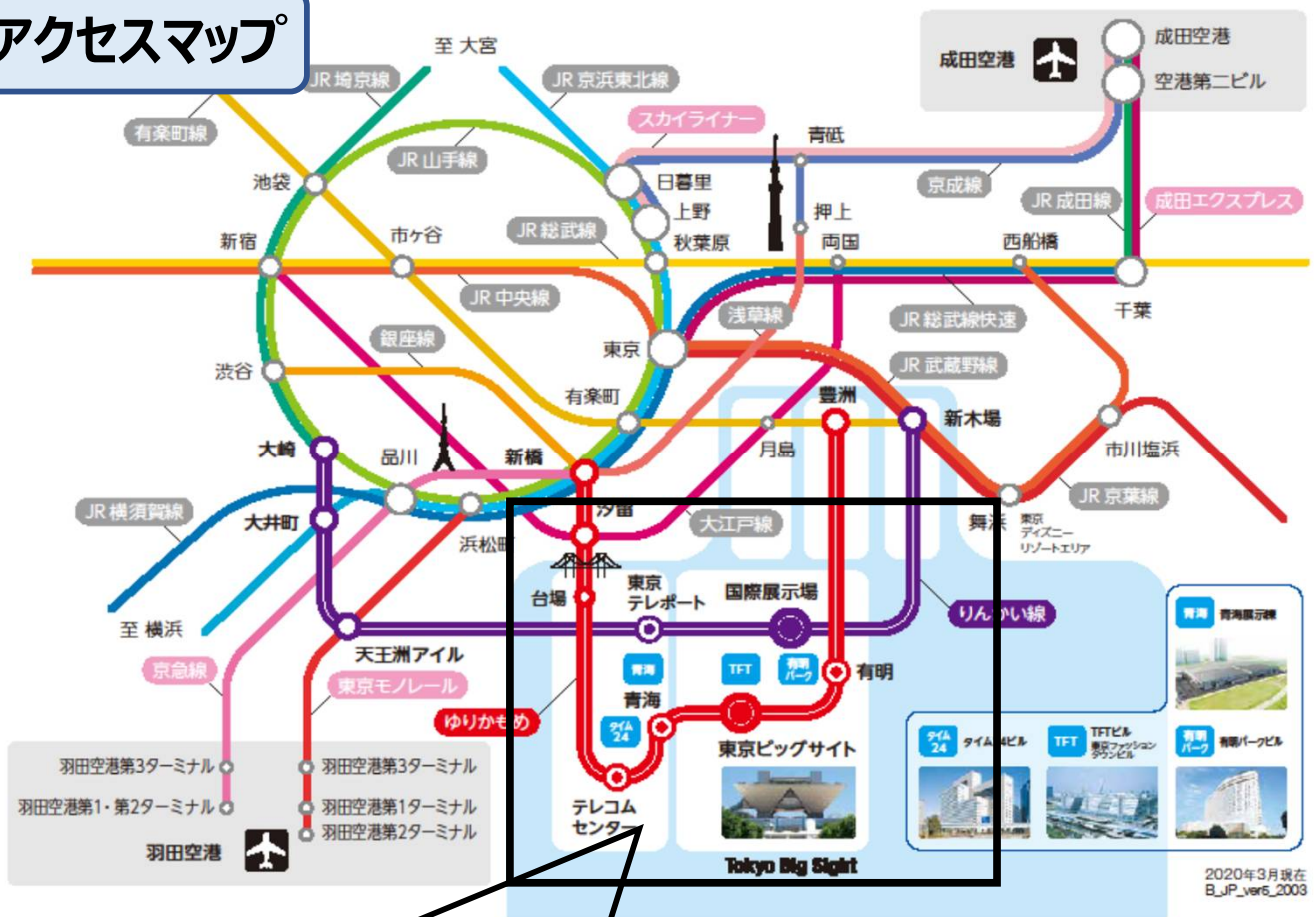 アクセスマップ
至 大宮
JR 埼京線
JR 京浜東北線
有楽町線
JR 山手線
スカイライナー
青砥
成田空港
成田空港
空港第二ビル
京成線
JR 成田線
成田エクスプレス
池袋
日暮里
上野
秋葉原
押上
両国
西船橋
新宿
市ヶ谷
JR 総武線
JR 中央線
千葉
銀座線
浅草線
JR 総武線快速
東京
渋谷
JR 武蔵野線
有楽町
豊洲
新木場
月島
市川塩浜
大崎
品川
新橋
JR 京葉線
JR 横須賀線
大井町
浜松町
汐留
大江戸線
舞浜
東京
ディズニー
リゾートエリア
台場
東京
テレポート
国際展示場
りんかい線
至 横浜
天王洲アイル
京急線
東京モノレール
ゆりかもめ
青海
青海
タイム
24
TFT
有明
パーク
有明
東京ビッグサイト
Tokyo Big Sight
テレコム
センター
青海
青海展示棟
タイム
24
タイム24ビル
TFT
TFTビル
東京ファッション
タウンビル
有明
パーク
有明パークビル
羽田空港第3ターミナル
羽田空港第1・第2ターミナル
羽田空港第3ターミナル
羽田空港第1ターミナル
羽田空港第2ターミナル
羽田空港
2020年3月現在
B_JP_ver5_2003